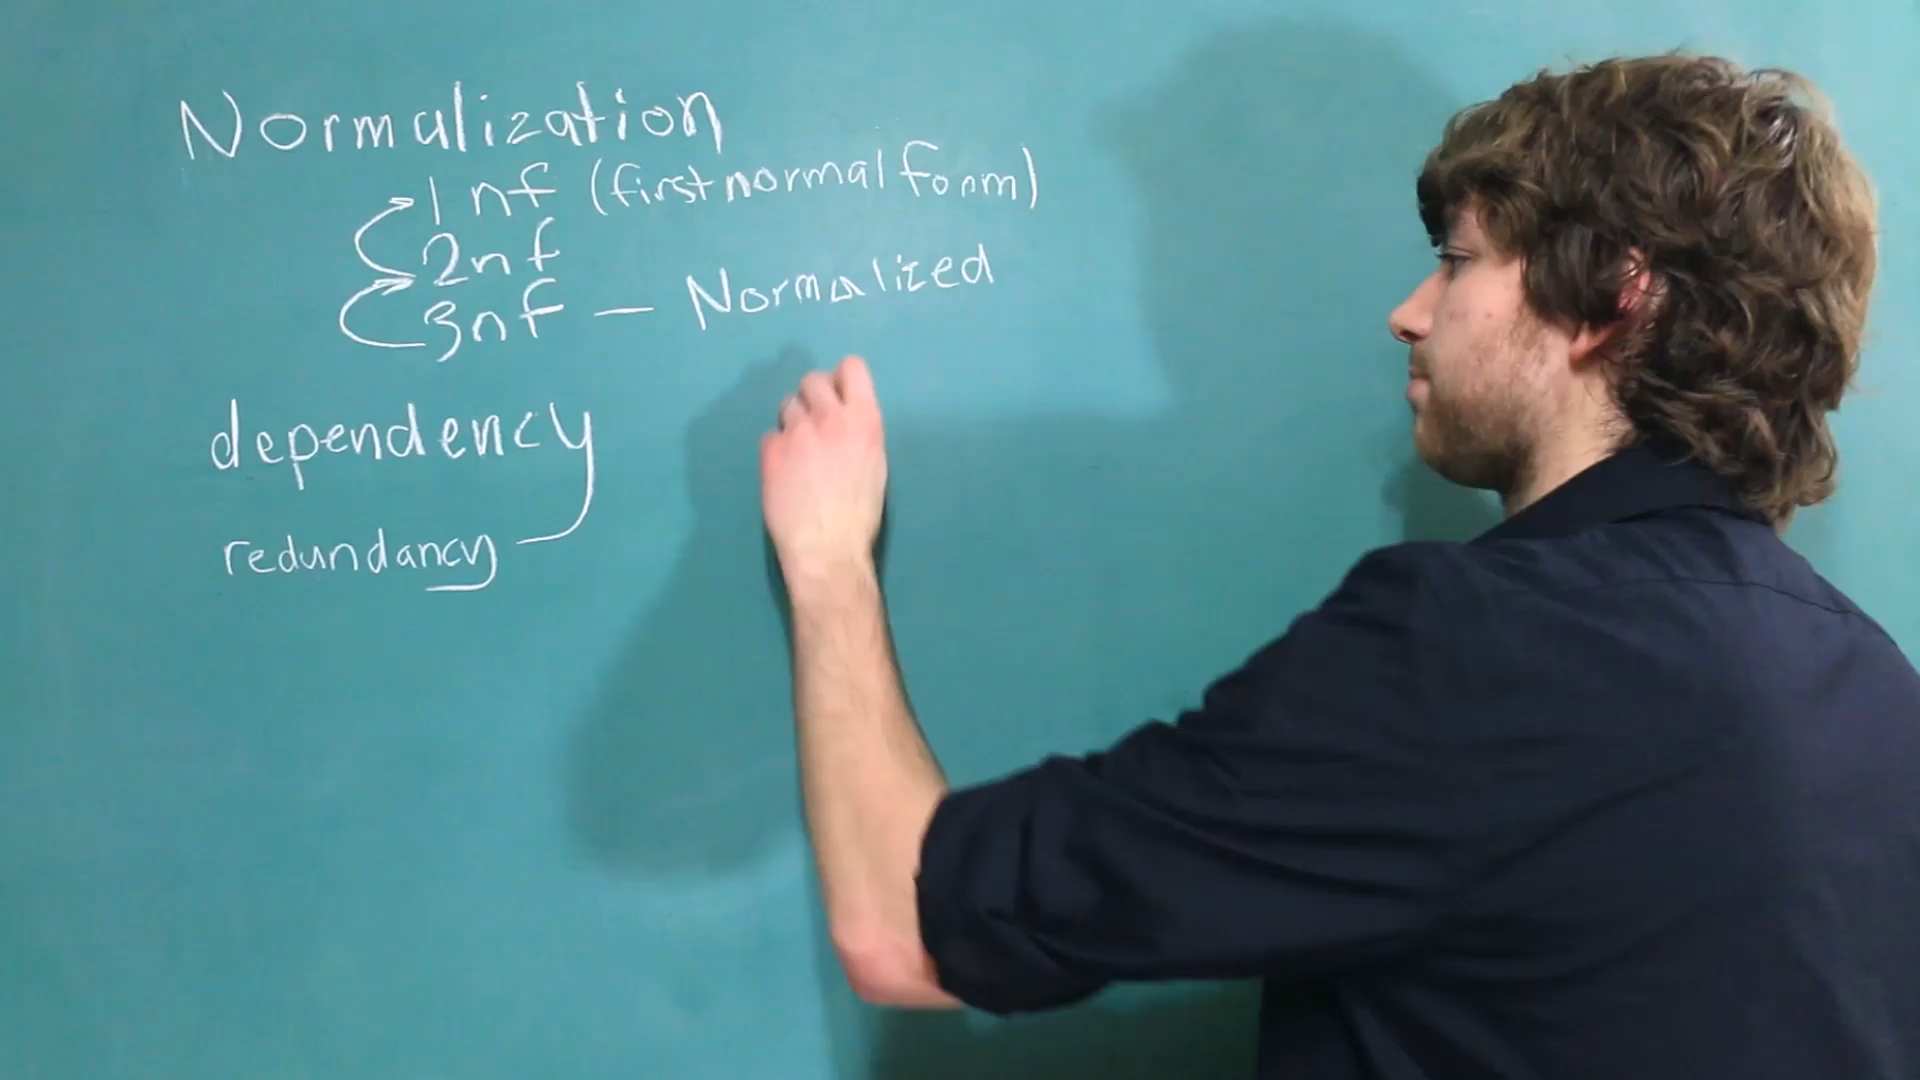 Normalization
1nf (first normal form)
2nf
3nf — Normalized
dependency
redundancy